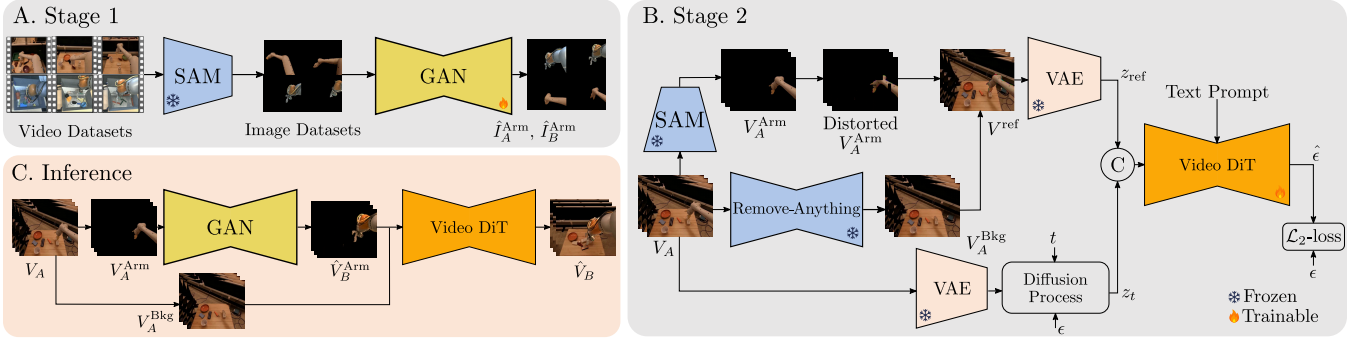 A. Stage 1
SAM
GAN
Video Datasets
Image Datasets
Î_A^Arm, Î_B^Arm
C. Inference
GAN
Video DiT
V_A
V_A^Arm
V̂_B^Arm
V̂_B
V_A^Bkg
B. Stage 2
SAM
V_A^Arm
Distorted
V_A^Arm
V^ref
VAE
z_ref
Text Prompt
C
Video DiT
ε̂
Remove-Anything
V_A
V_A^Bkg
VAE
t
Diffusion
Process
ϵ
z_t
𝓛₂-loss
ϵ
Frozen
Trainable